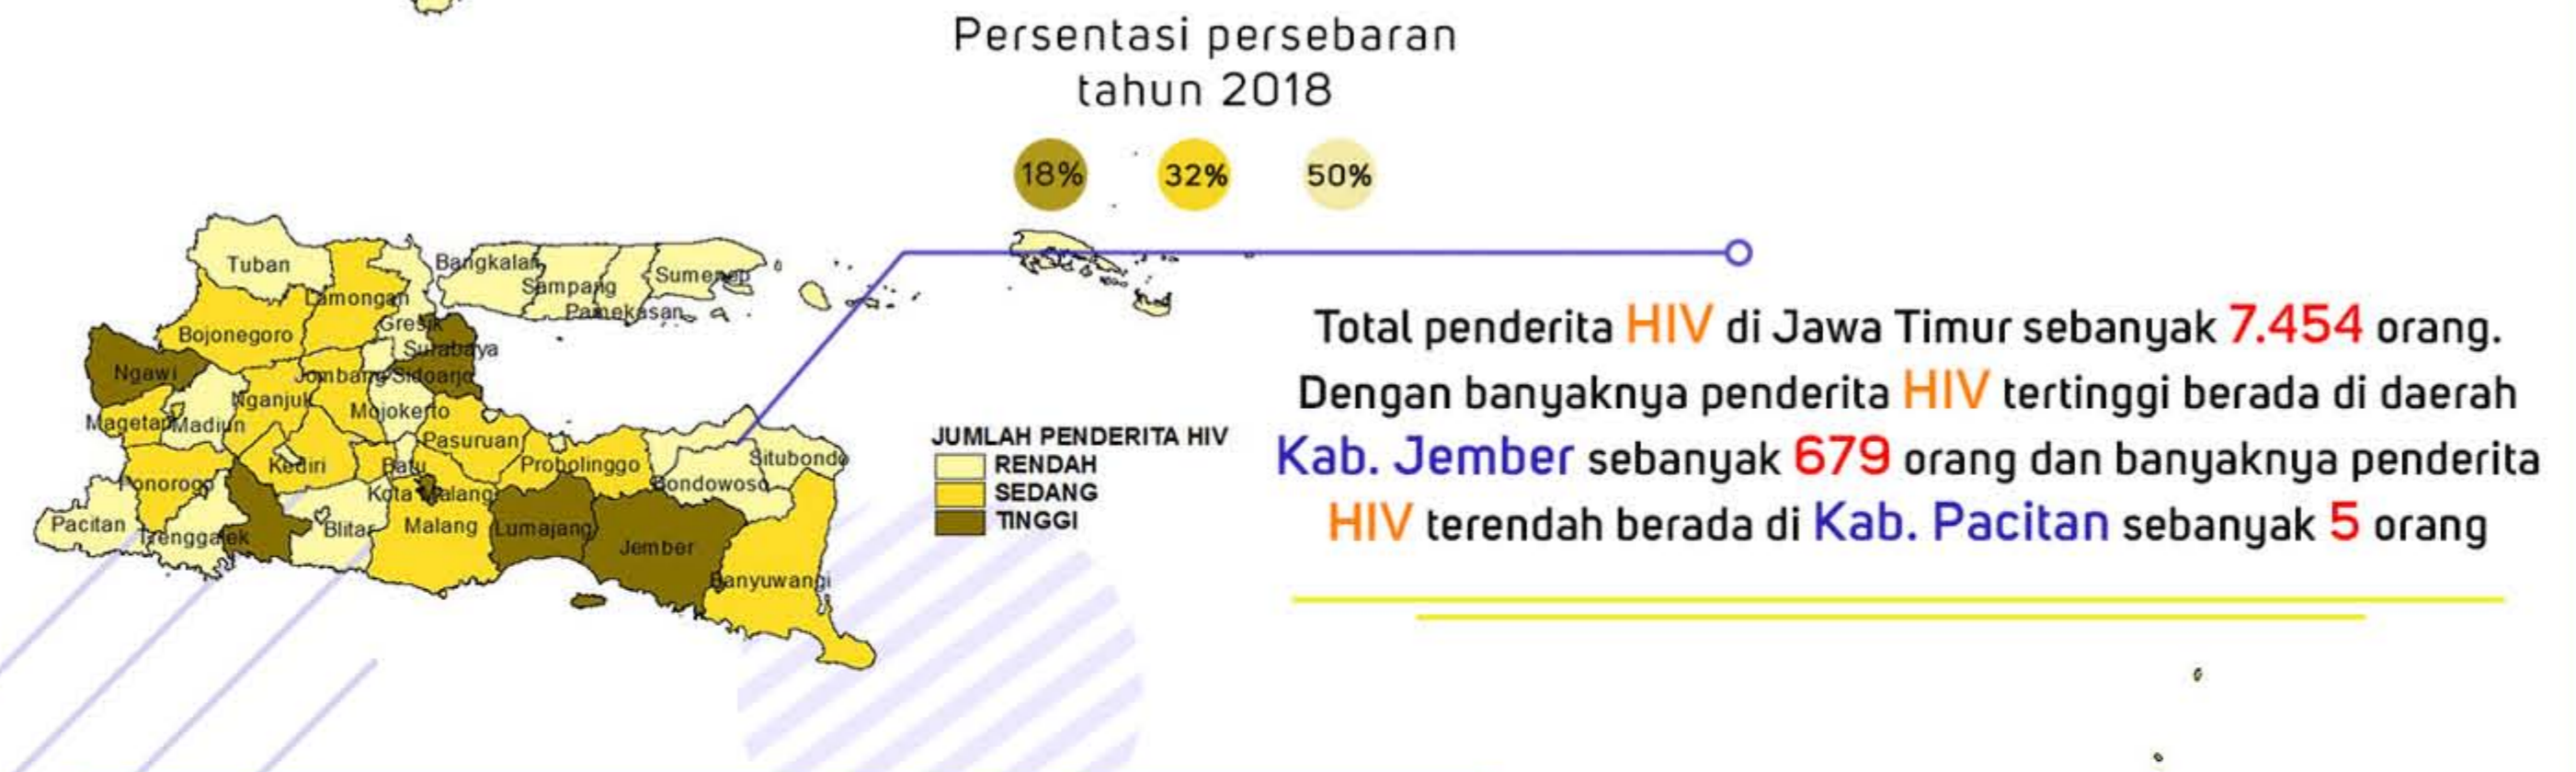 Persentasi persebaran
tahun 2018
18% 32% 50%
Tuban
Lamongan
Bangkalan
Sampang
Sumenep
Pamekasan
Bojonegoro
Gresik
Surabaya
Ngawi
Jombang
Sidoarjo
Nganjuk
Mojokerto
Magetan
Madiun
Pasuruan
Kediri
Batu
Probolinggo
Situbondo
Ponorogo
Kota Malang
Bondowoso
Pacitan
Trenggalek
Blitar
Malang
Lumajang
Jember
Banyuwangi
JUMLAH PENDERITA HIV
RENDAH
SEDANG
TINGGI
Total penderita HIV di Jawa Timur sebanyak 7.454 orang.
Dengan banyaknya penderita HIV tertinggi berada di daerah
Kab. Jember sebanyak 679 orang dan banyaknya penderita
HIV terendah berada di Kab. Pacitan sebanyak 5 orang